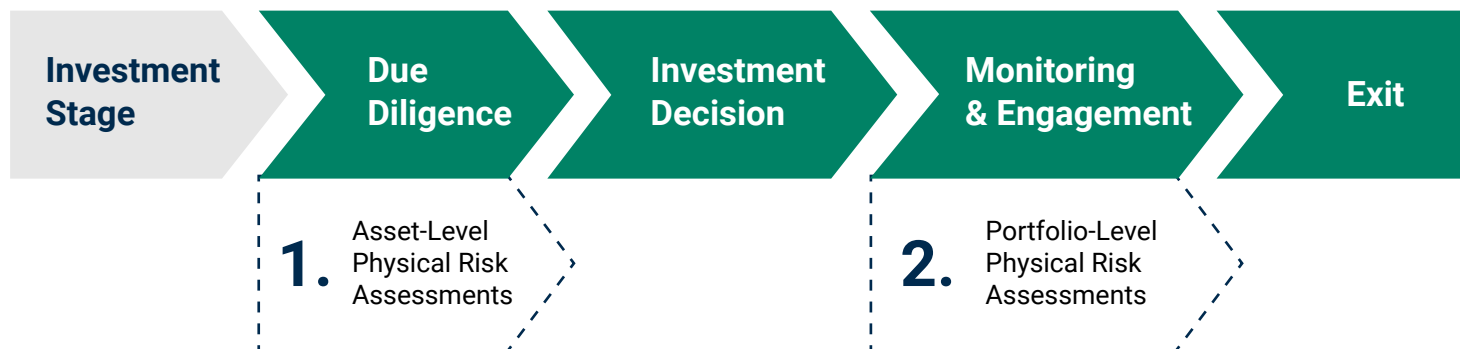 Investment
Stage
Due
Diligence
Investment
Decision
Monitoring
& Engagement
Exit
1.
Asset-Level
Physical Risk
Assessments
2.
Portfolio-Level
Physical Risk
Assessments